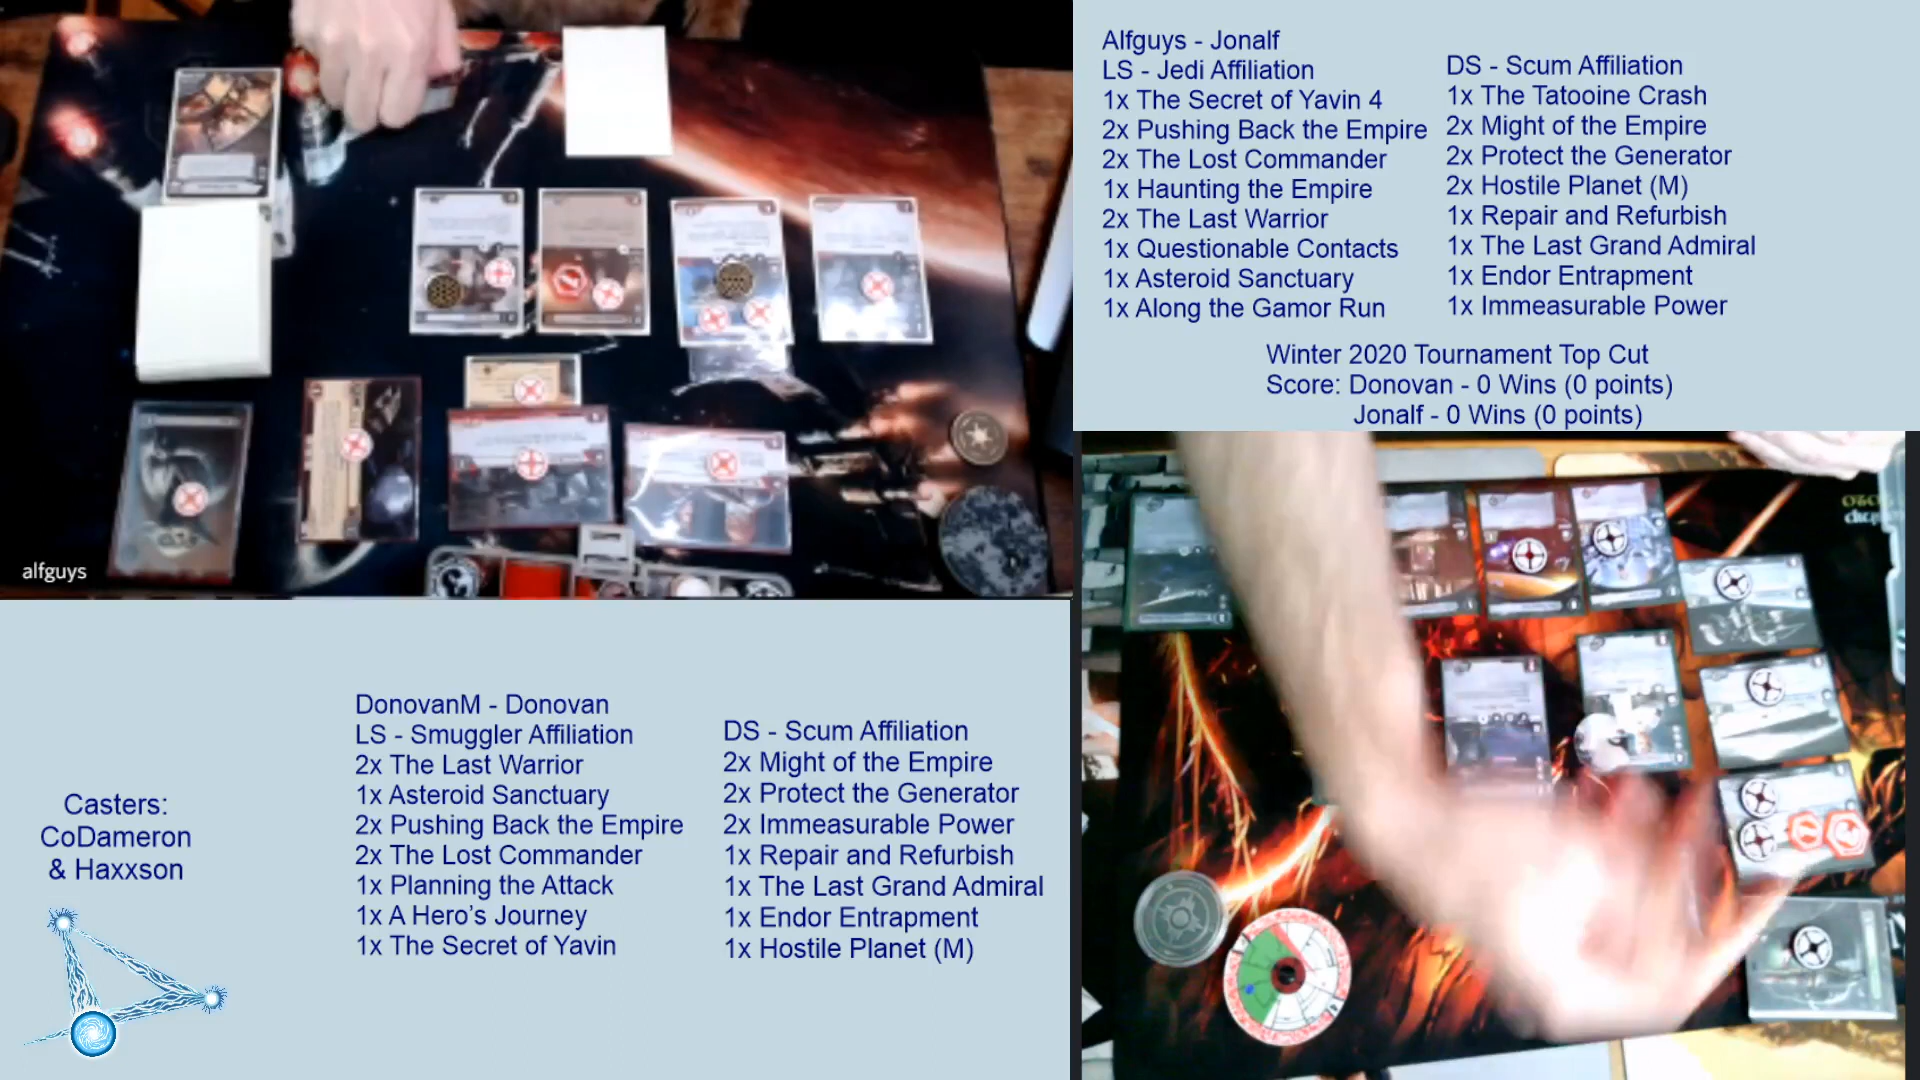 Alfguys - Jonalf
LS - Jedi Affiliation
1x The Secret of Yavin 4
2x Pushing Back the Empire
2x The Lost Commander
1x Haunting the Empire
2x The Last Warrior
1x Questionable Contacts
1x Asteroid Sanctuary
1x Along the Gamor Run
DS - Scum Affiliation
1x The Tatooine Crash
2x Might of the Empire
2x Protect the Generator
2x Hostile Planet (M)
1x Repair and Refurbish
1x The Last Grand Admiral
1x Endor Entrapment
1x Immeasurable Power
Winter 2020 Tournament Top Cut
Score: Donovan - 0 Wins (0 points)
Jonalf - 0 Wins (0 points)
alfguys
DonovanM - Donovan
LS - Smuggler Affiliation
2x The Last Warrior
1x Asteroid Sanctuary
2x Pushing Back the Empire
2x The Lost Commander
1x Planning the Attack
1x A Hero's Journey
1x The Secret of Yavin
DS - Scum Affiliation
2x Might of the Empire
2x Protect the Generator
2x Immeasurable Power
1x Repair and Refurbish
1x The Last Grand Admiral
1x Endor Entrapment
1x Hostile Planet (M)
Casters:
CoDameron
& Haxxson